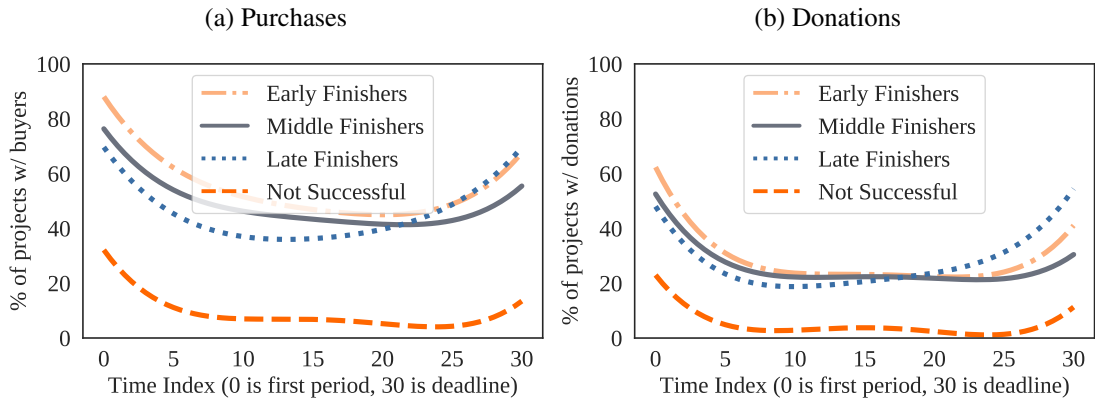 (a) Purchases
% of projects w/ buyers
100
80
60
40
20
0
Early Finishers
Middle Finishers
Late Finishers
Not Successful
0 5 10 15 20 25 30
Time Index (0 is first period, 30 is deadline)
(b) Donations
% of projects w/ donations
100
80
60
40
20
0
Early Finishers
Middle Finishers
Late Finishers
Not Successful
0 5 10 15 20 25 30
Time Index (0 is first period, 30 is deadline)